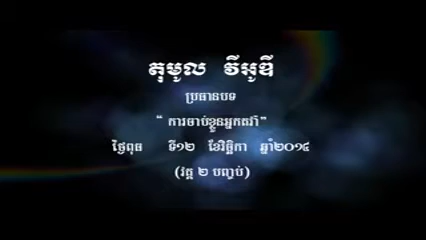 តុមូល វីអូឌី
ប្រធានបទ
“ ការចាប់ខ្លួនអ្នកតវ៉ា”
ថ្ងៃពុធ ទី១២ ខែវិច្ឆិកា ឆ្នាំ២០១៤
(វគ្គ ២ បញ្ចប់)